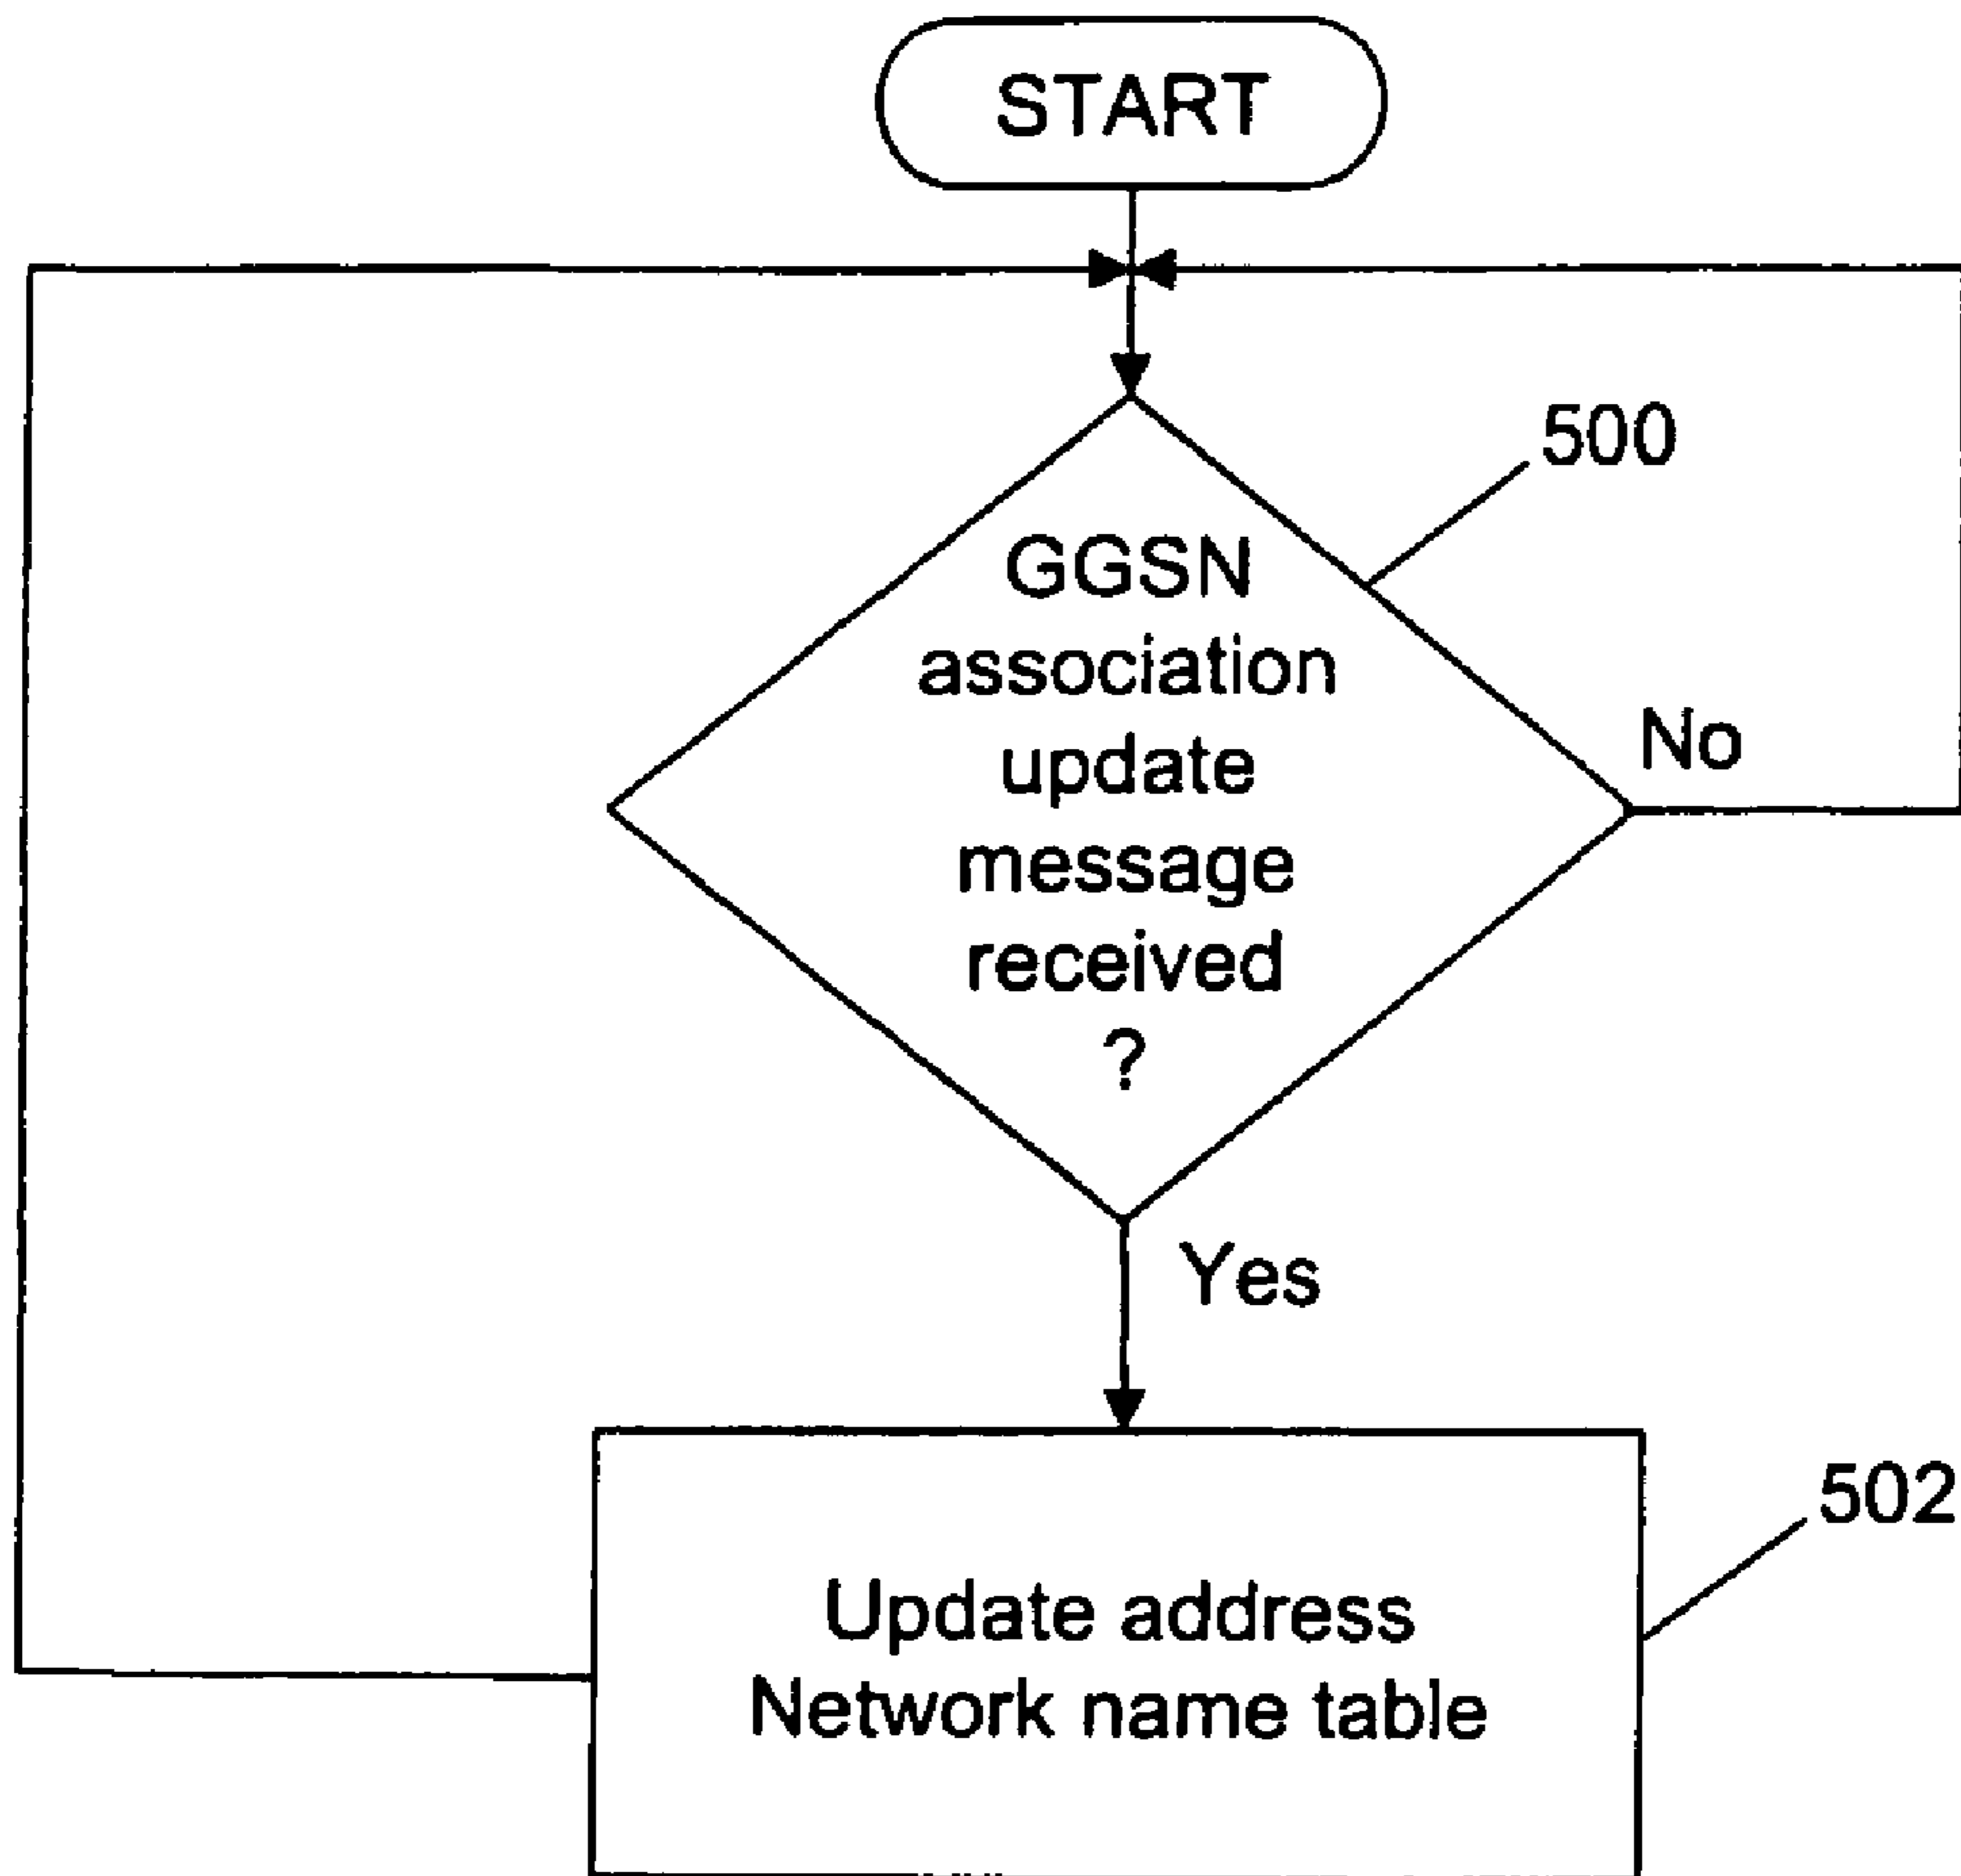 START
500
GGSN
association
update
message
received
?
No
Yes
502
Update address
Network name table